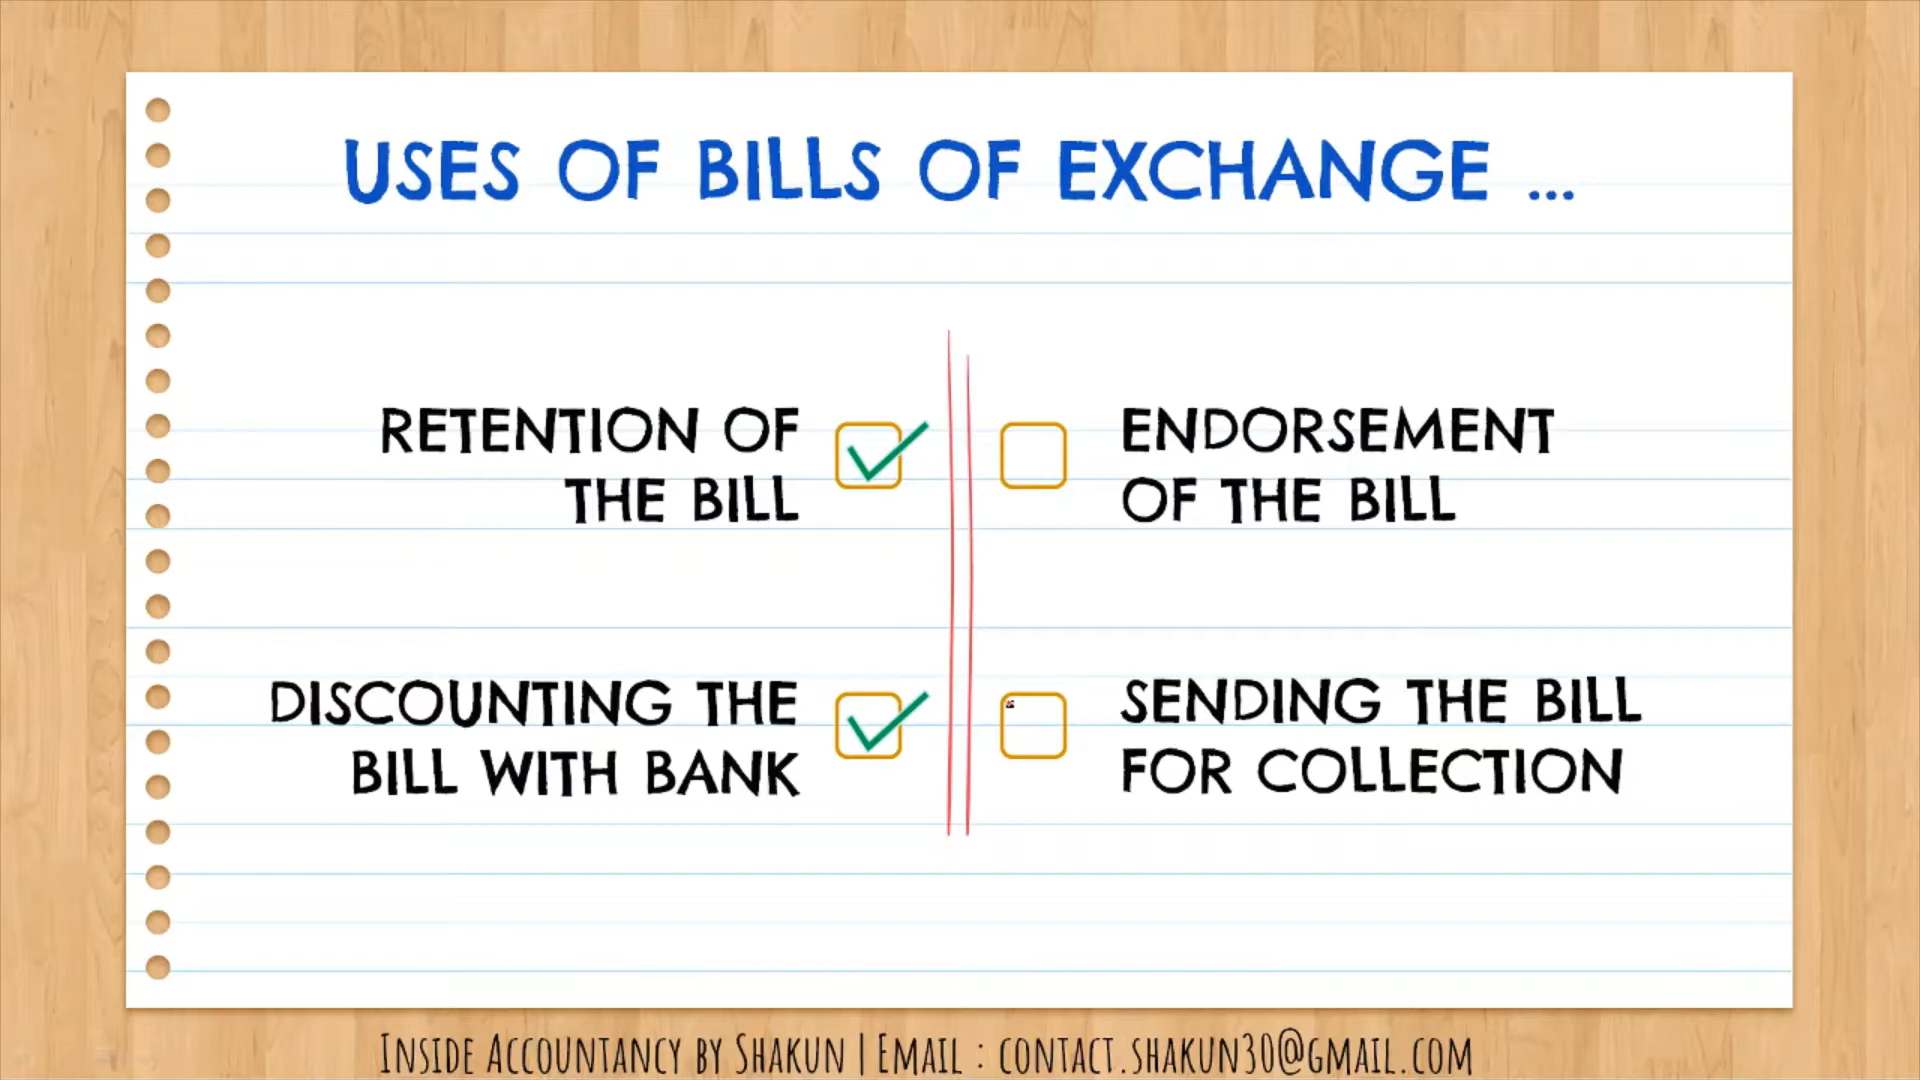 USES OF BILLS OF EXCHANGE ...
RETENTION OF
THE BILL
ENDORSEMENT
OF THE BILL
DISCOUNTING THE
BILL WITH BANK
SENDING THE BILL
FOR COLLECTION
INSIDE ACCOUNTANCY BY SHAKUN | EMAIL : CONTACT.SHAKUN30@GMAIL.COM